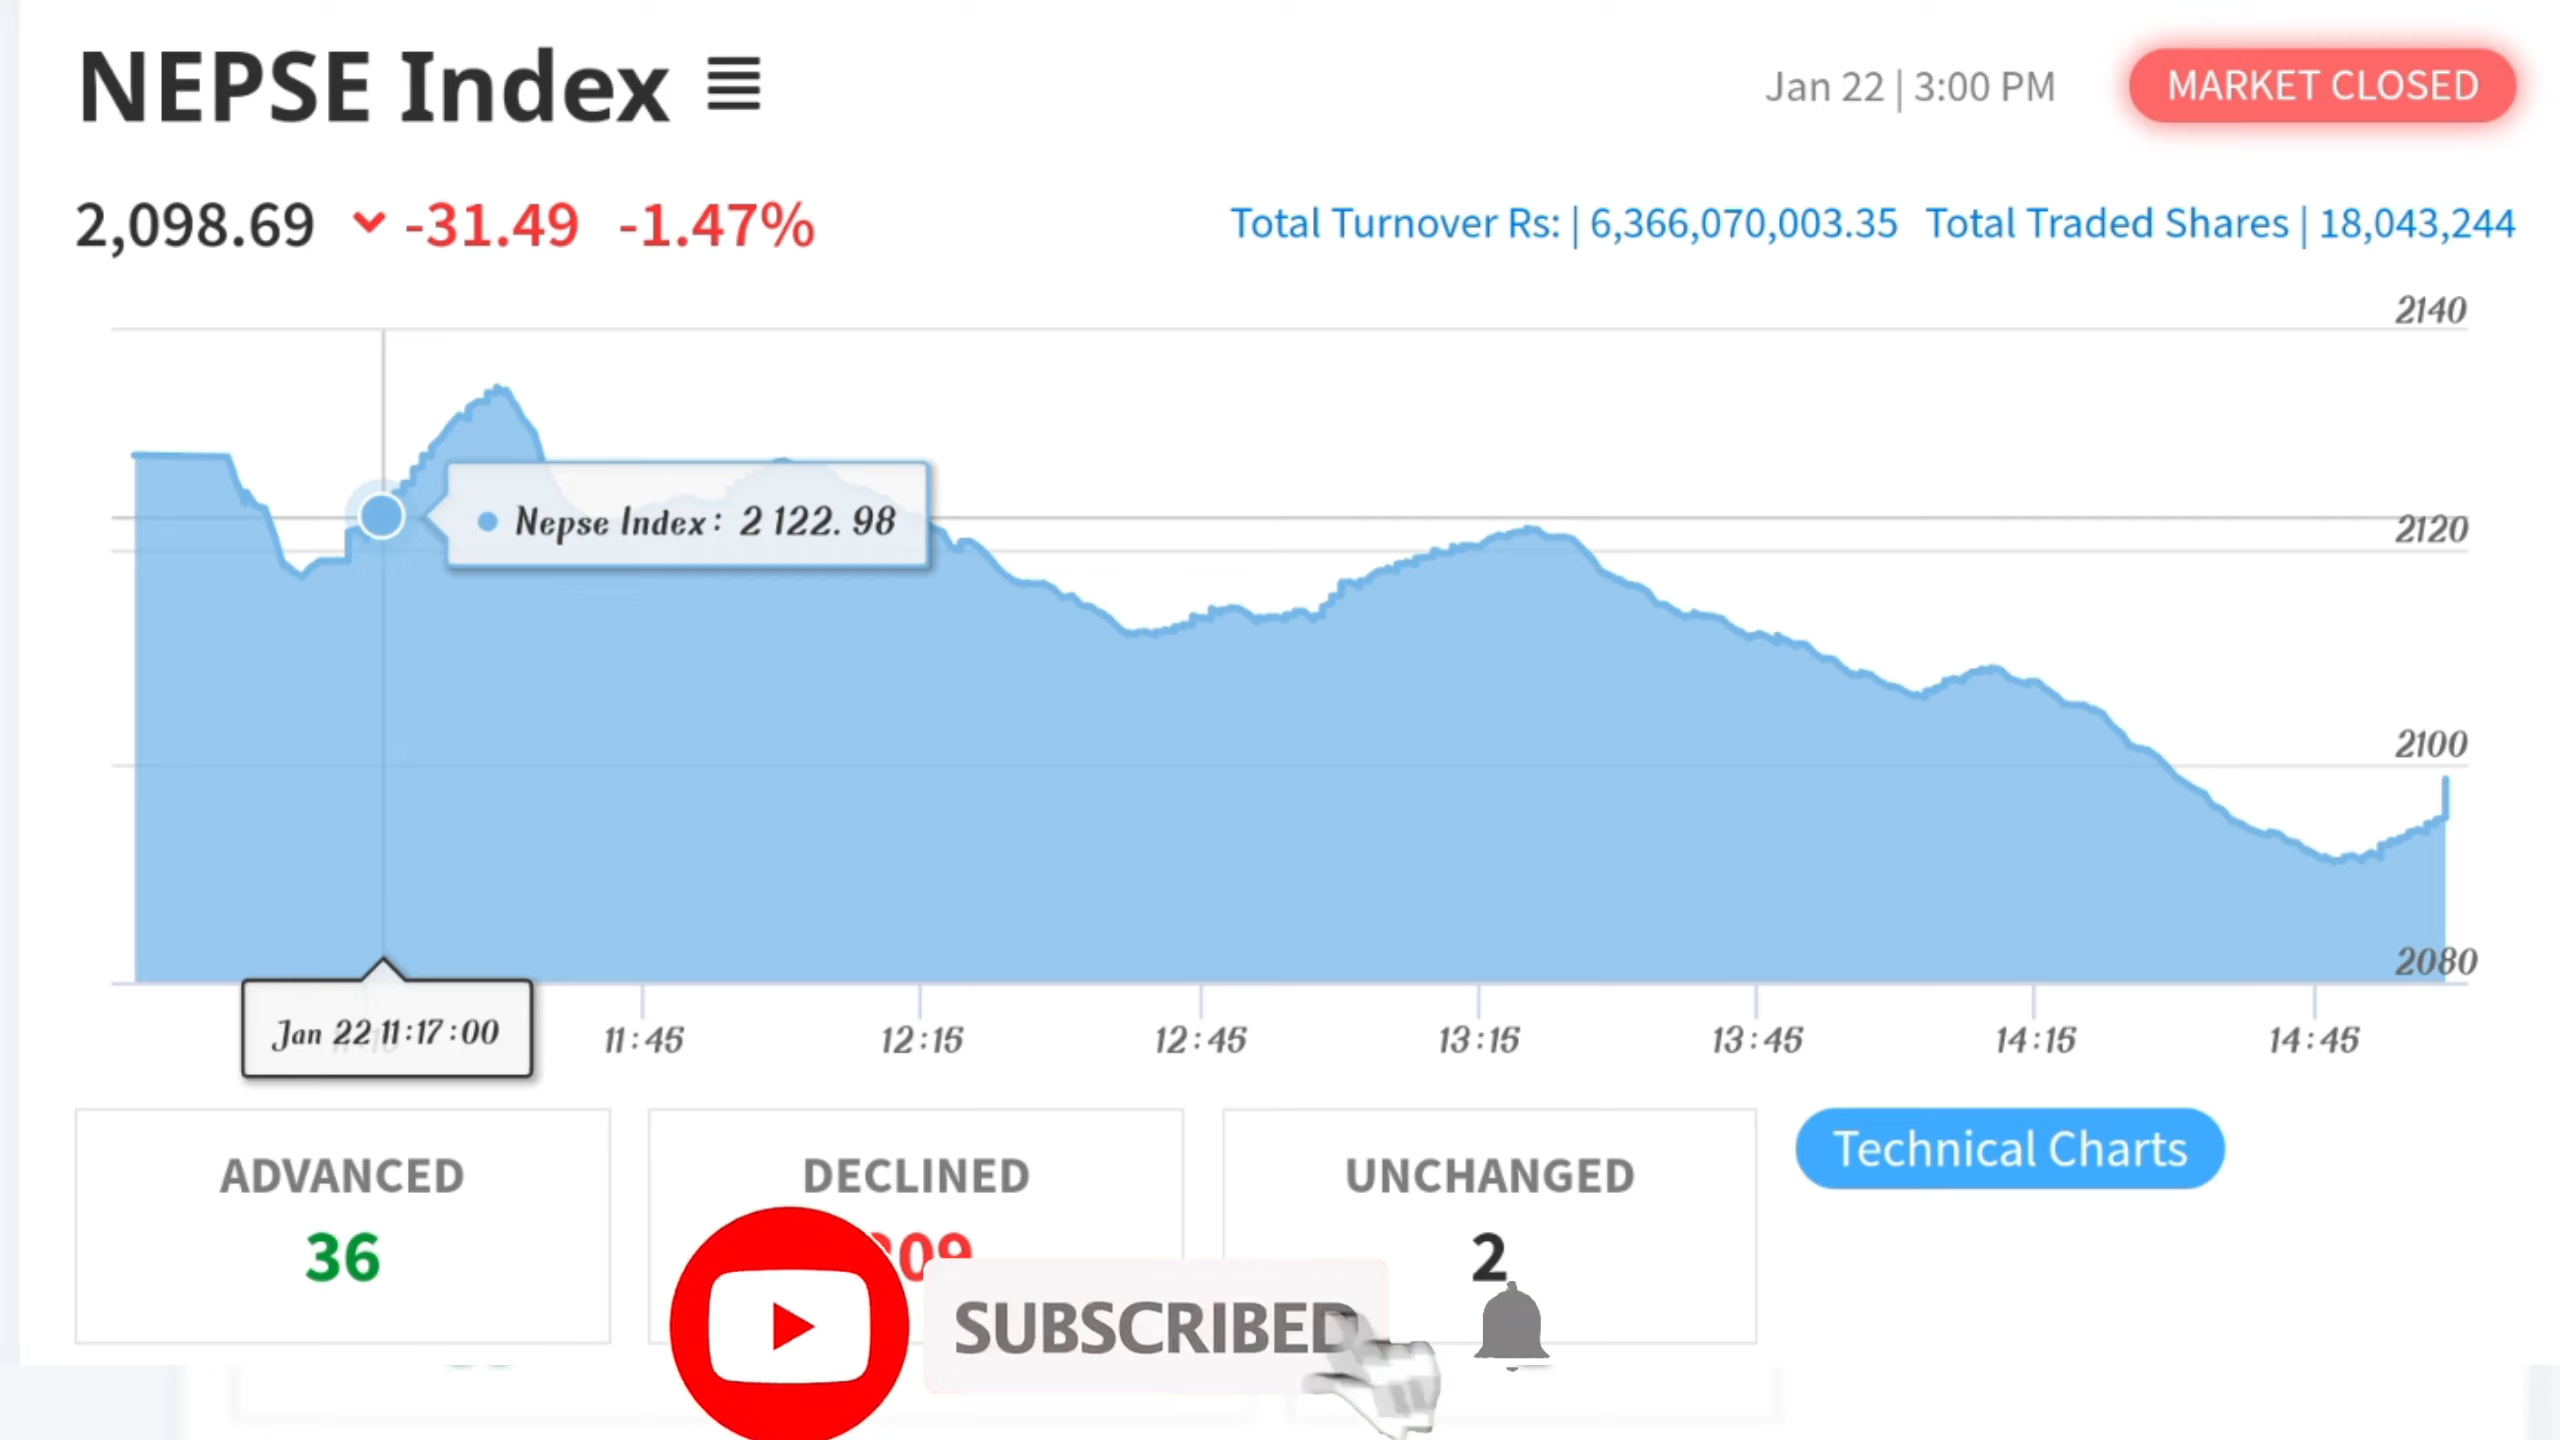 NEPSE Index
Jan 22 | 3:00 PM
MARKET CLOSED
2,098.69 -31.49 -1.47%
Total Turnover Rs: | 6,366,070,003.35 Total Traded Shares | 18,043,244
2140
Nepse Index: 2 122. 98
2120
2100
2080
Jan 22 11:17:00
11:45 12:15 12:45 13:15 13:45 14:15 14:45
ADVANCED
36
DECLINED
UNCHANGED
2
Technical Charts
SUBSCRIBED